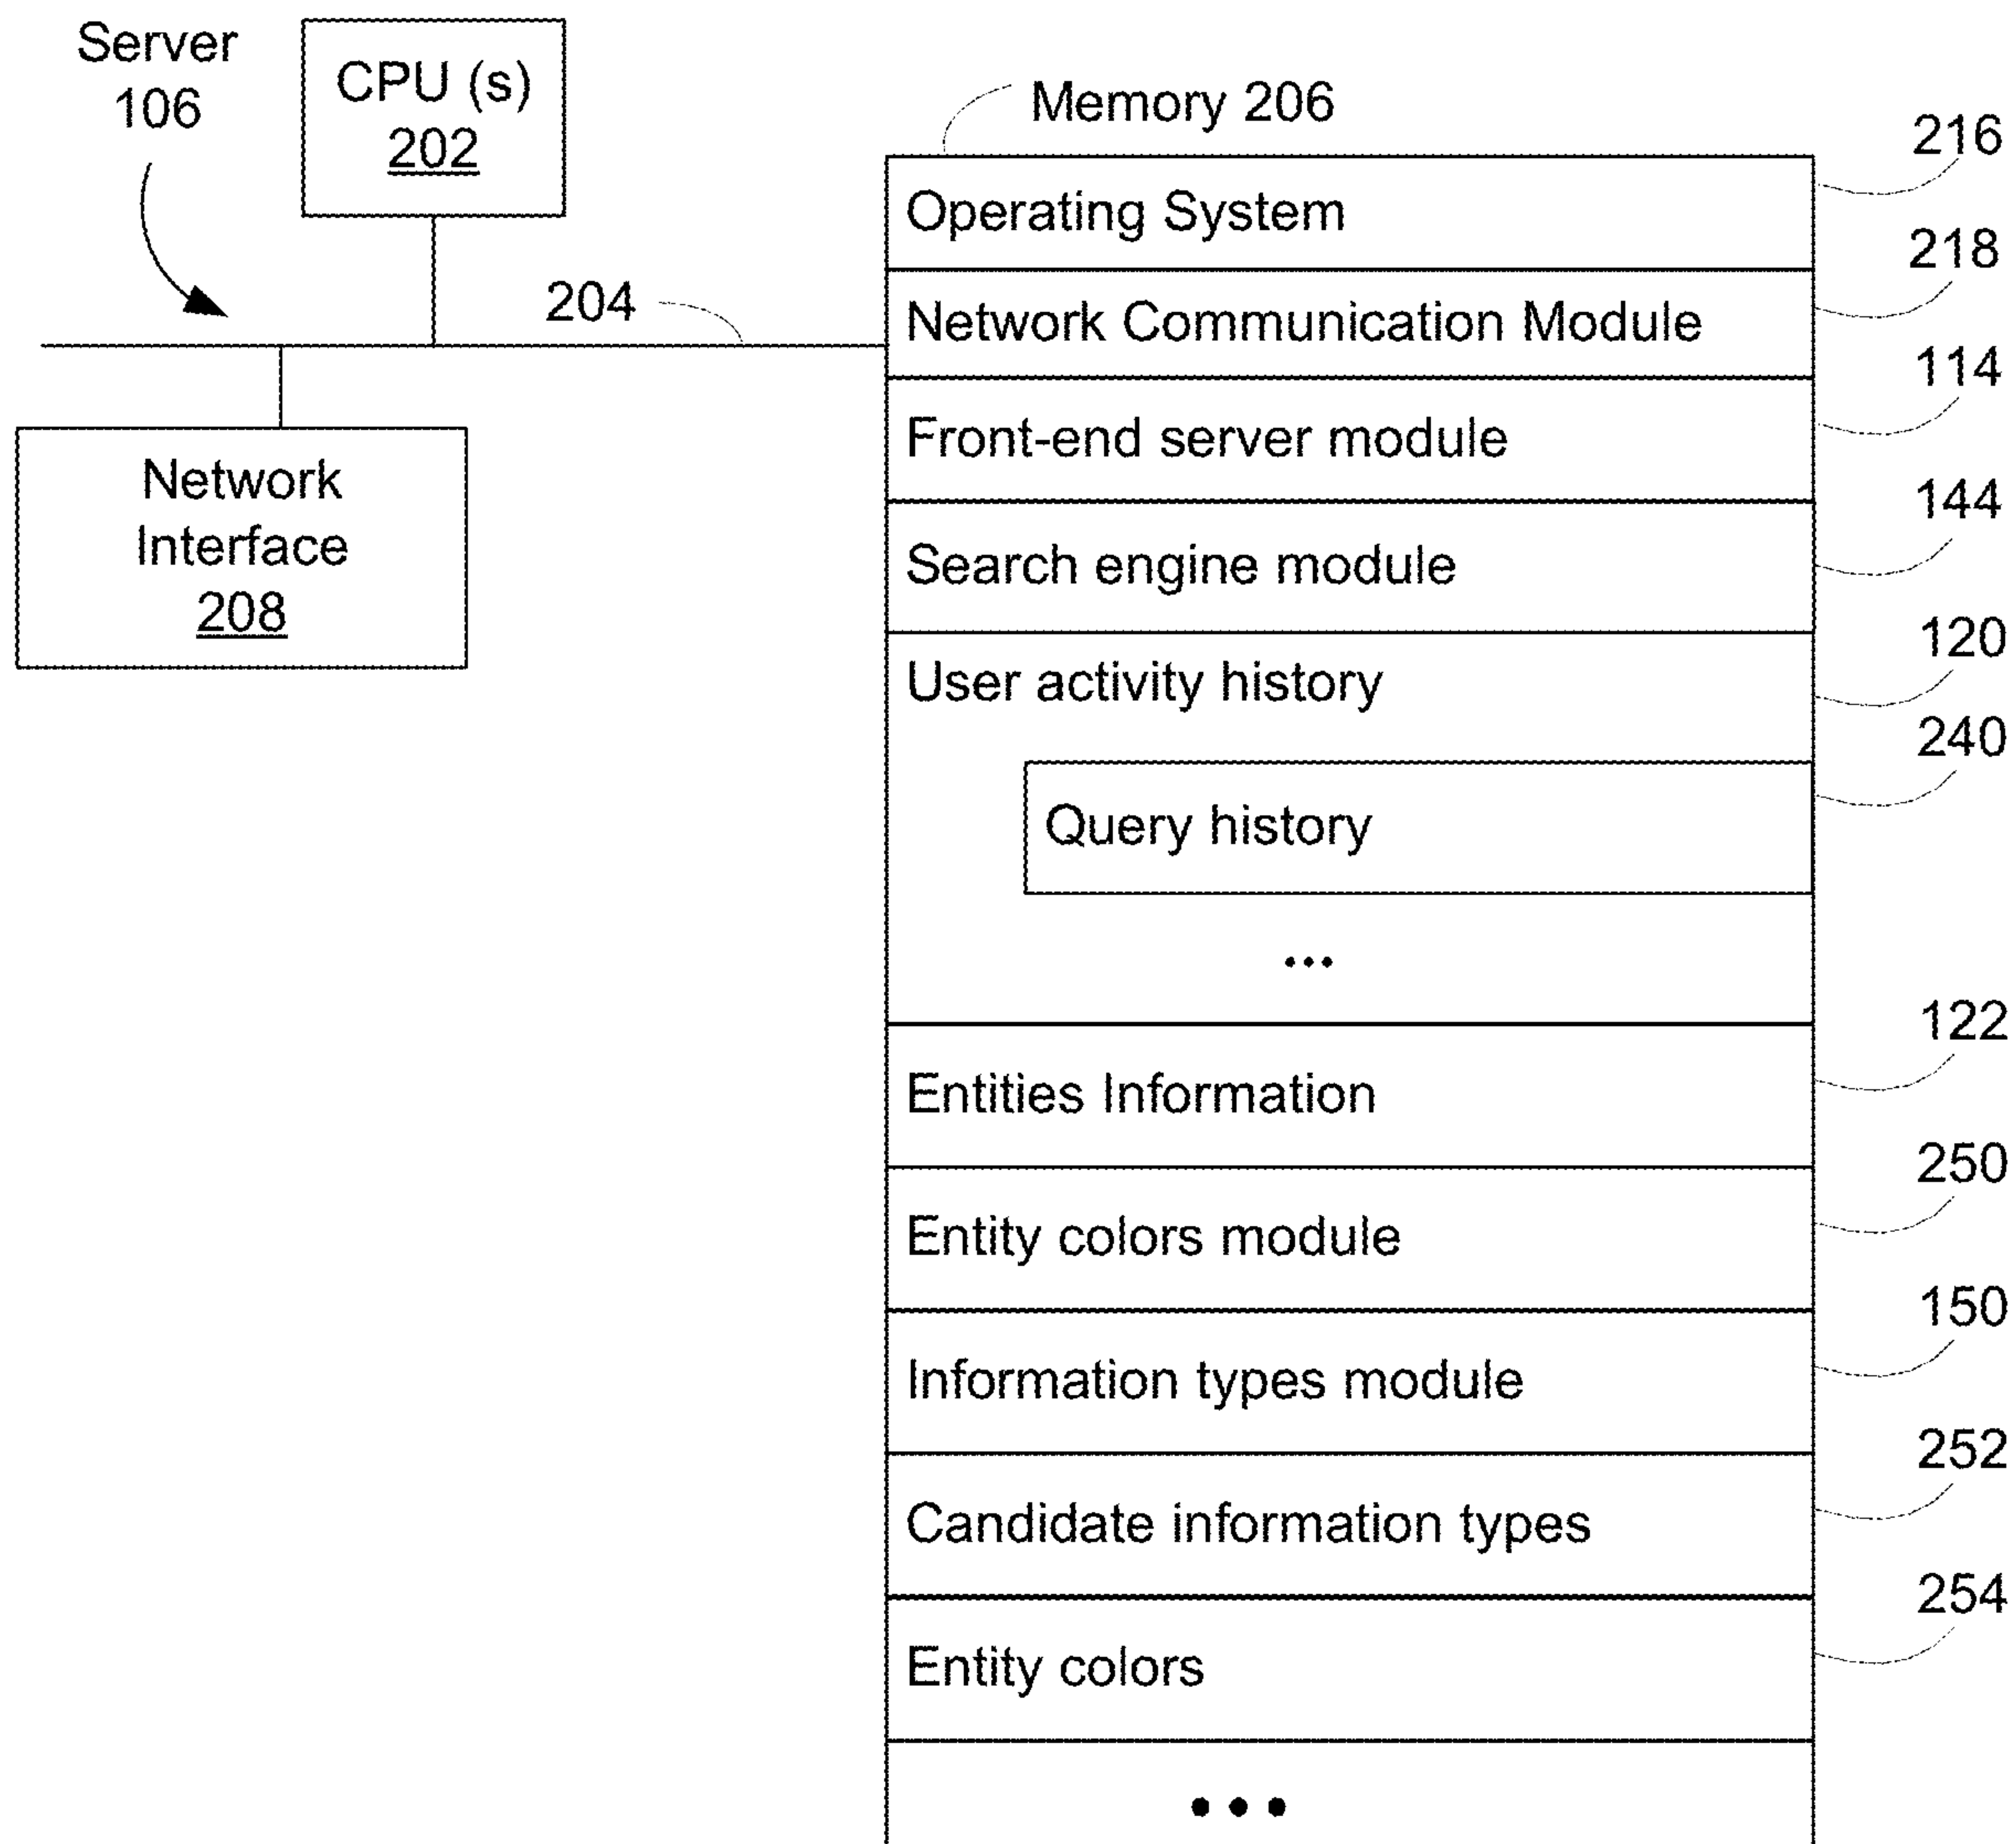 Server
106
CPU (s)
202
Memory 206
216
Operating System
218
204
Network Communication Module
114
Front-end server module
Network
Interface
208
144
Search engine module
120
User activity history
240
Query history
...
122
Entities Information
250
Entity colors module
150
Information types module
252
Candidate information types
254
Entity colors
...